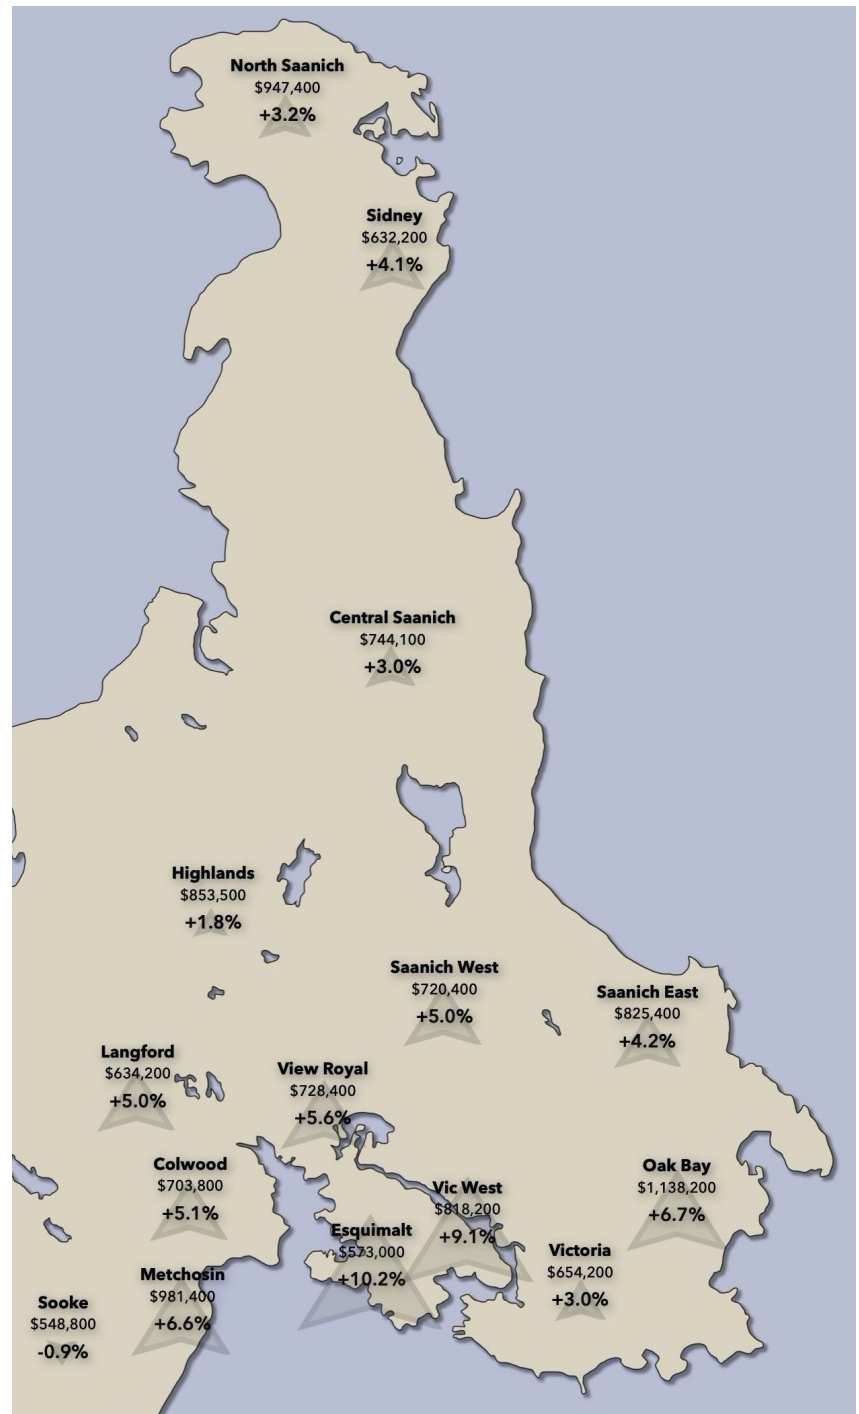 North Saanich
$947,400
+3.2%
Sidney
$632,200
+4.1%
Central Saanich
$744,100
+3.0%
Highlands
$853,500
+1.8%
Saanich West
$720,400
+5.0%
Saanich East
$825,400
+4.2%
Langford
$634,200
+5.0%
View Royal
$728,400
+5.6%
Colwood
$703,800
+5.1%
Vic West
$818,200
+9.1%
Oak Bay
$1,138,200
+6.7%
Esquimalt
$573,000
+10.2%
Victoria
$654,200
+3.0%
Metchosin
$981,400
+6.6%
Sooke
$548,800
-0.9%